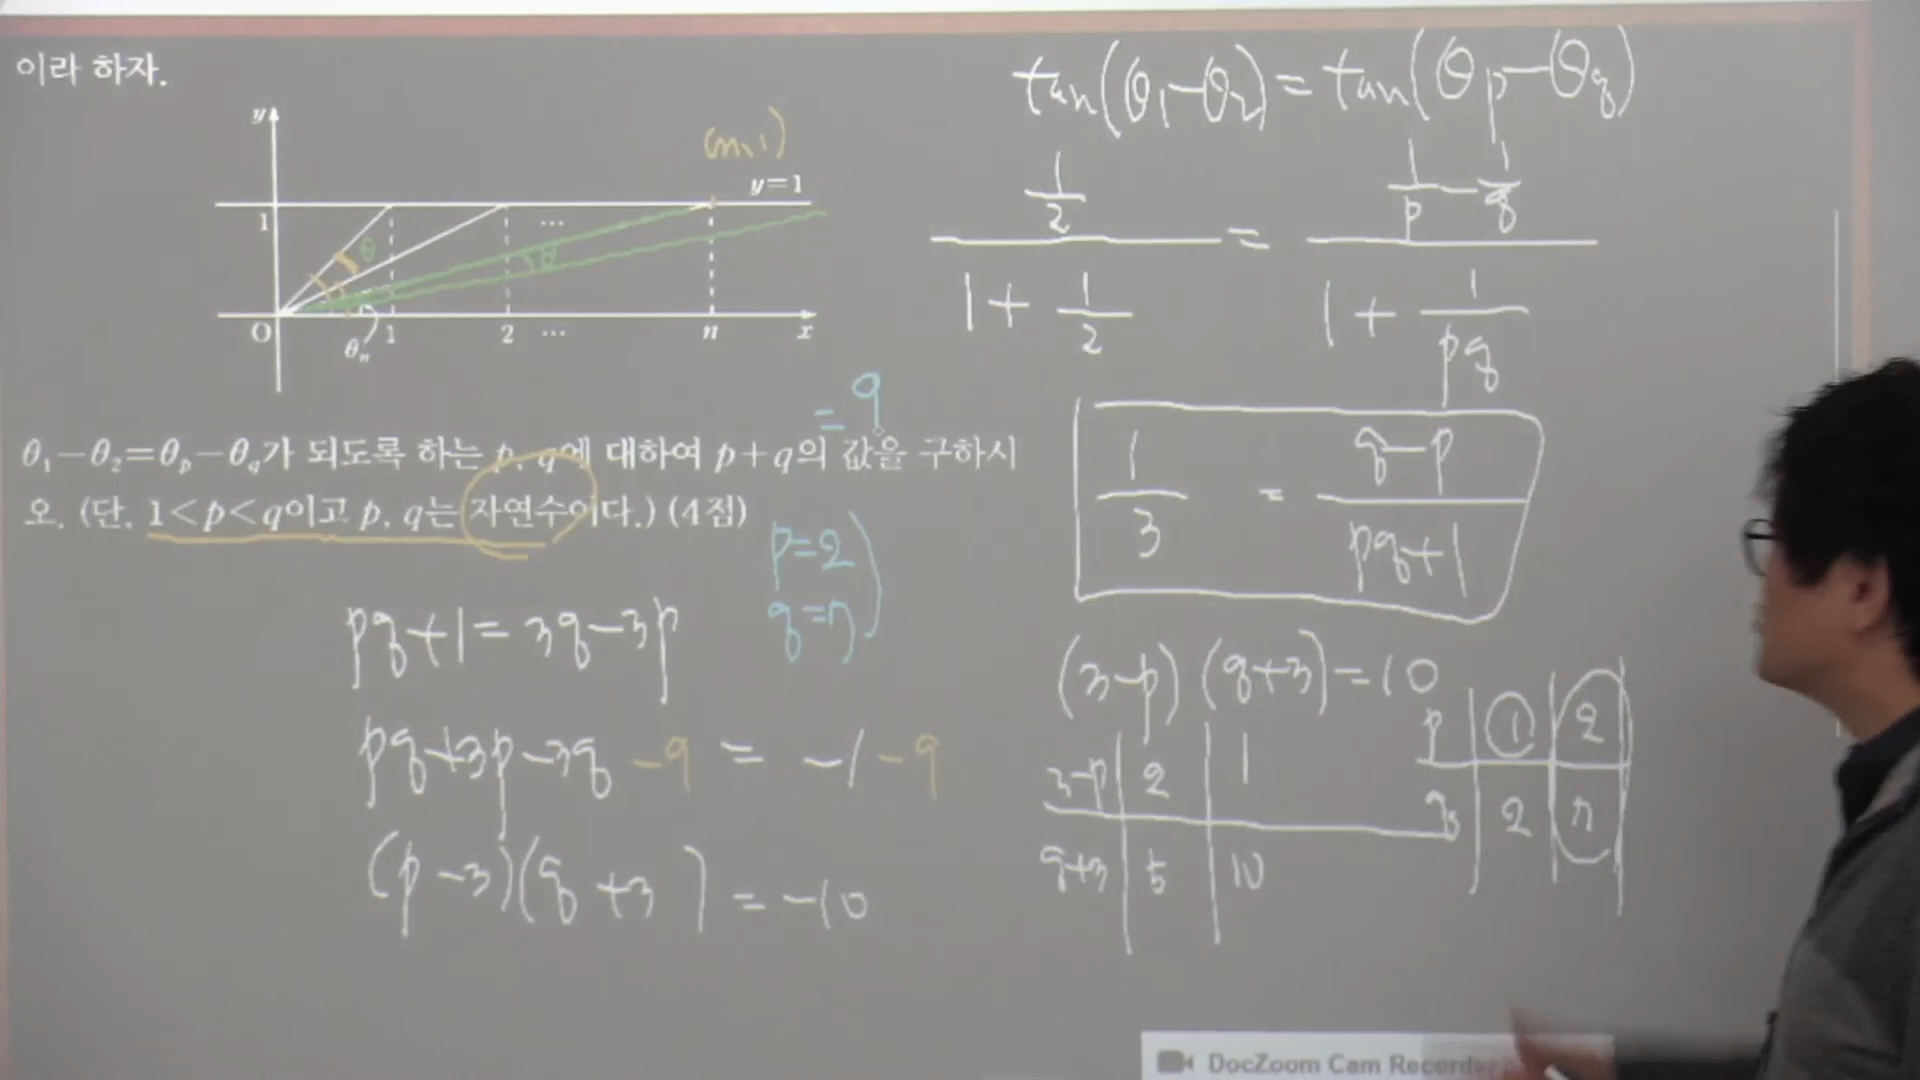 이라 하자.
y
(n, 1)
y=1
1
θ
θ
O
θₙ
1
2
...
...
n
x
= 9
θ₁-θ₂=θₚ-θ_q가 되도록 하는 p, q에 대하여 p+q의 값을 구하시
오. (단, 1<p<q이고 p, q는 자연수이다.) (4점)
p=2
q=7
pq+1=3q-3p
pq+3p-3q -9 = -1 -9
(p-3)(q+3) = -10
tan(θ₁-θ₂) = tan(θₚ-θ_q)
1/2 / 1+ 1/2 = 1/p - 1/q / 1+ 1/pq
1/3 = q-p / pq+1
(3-p)(q+3)=10
3-p 2 1
q+3 5 10
p 1 2
q 2 7
DocZoom Cam Recorder